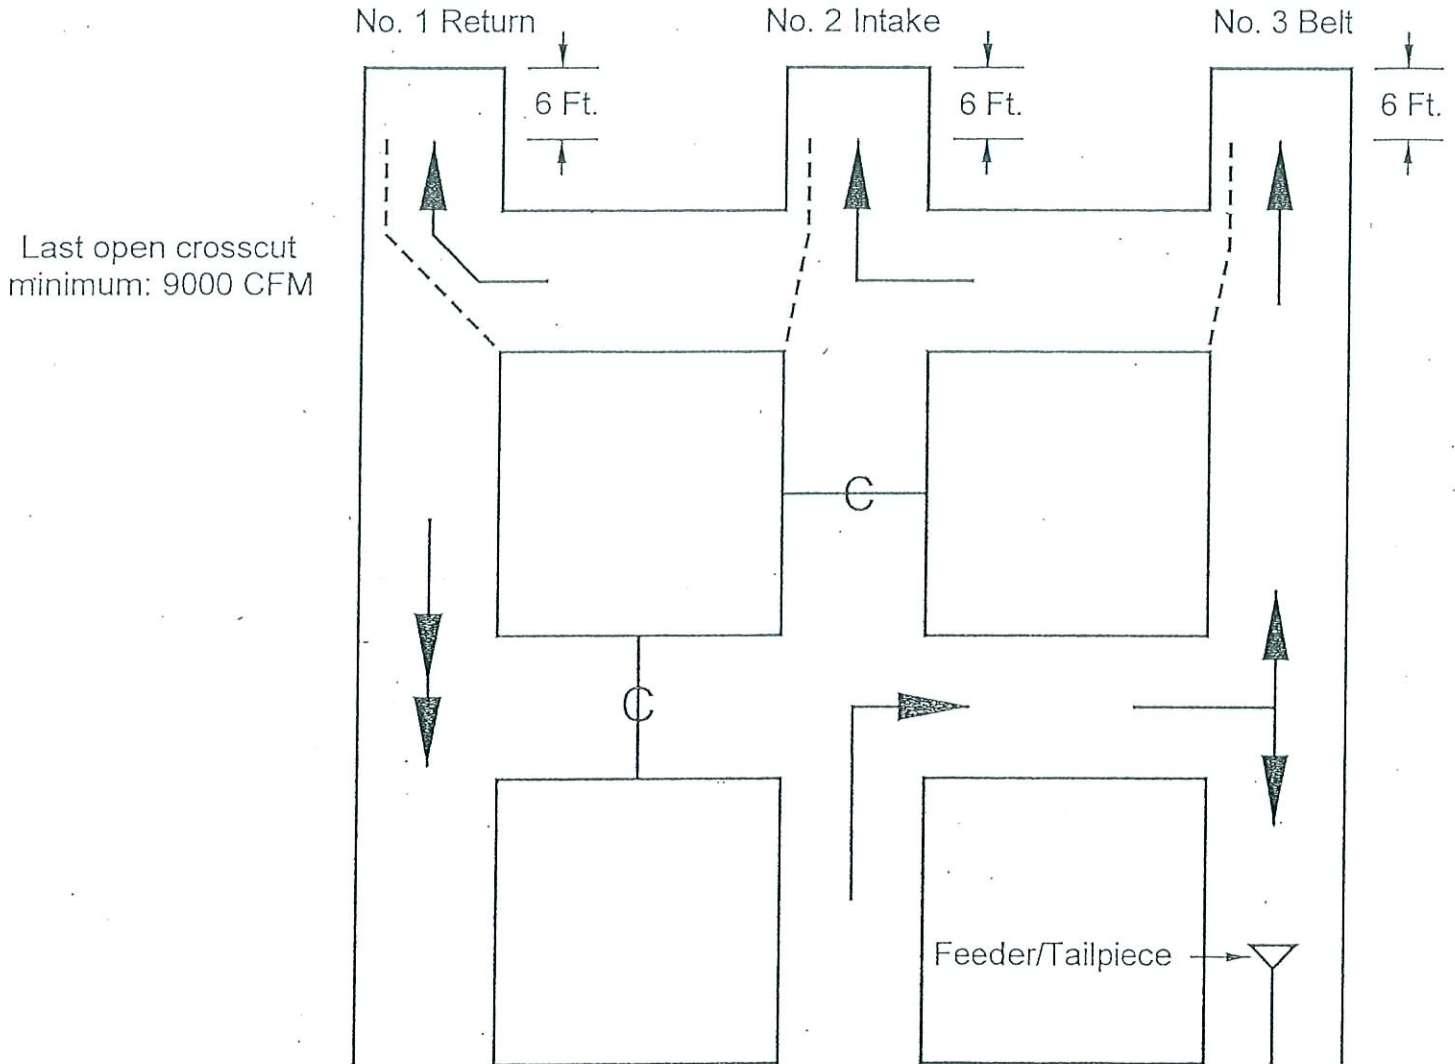 No. 1 Return
No. 2 Intake
No. 3 Belt
6 Ft.
6 Ft.
6 Ft.
Last open crosscut
minimum: 9000 CFM
C
C
Feeder/Tailpiece